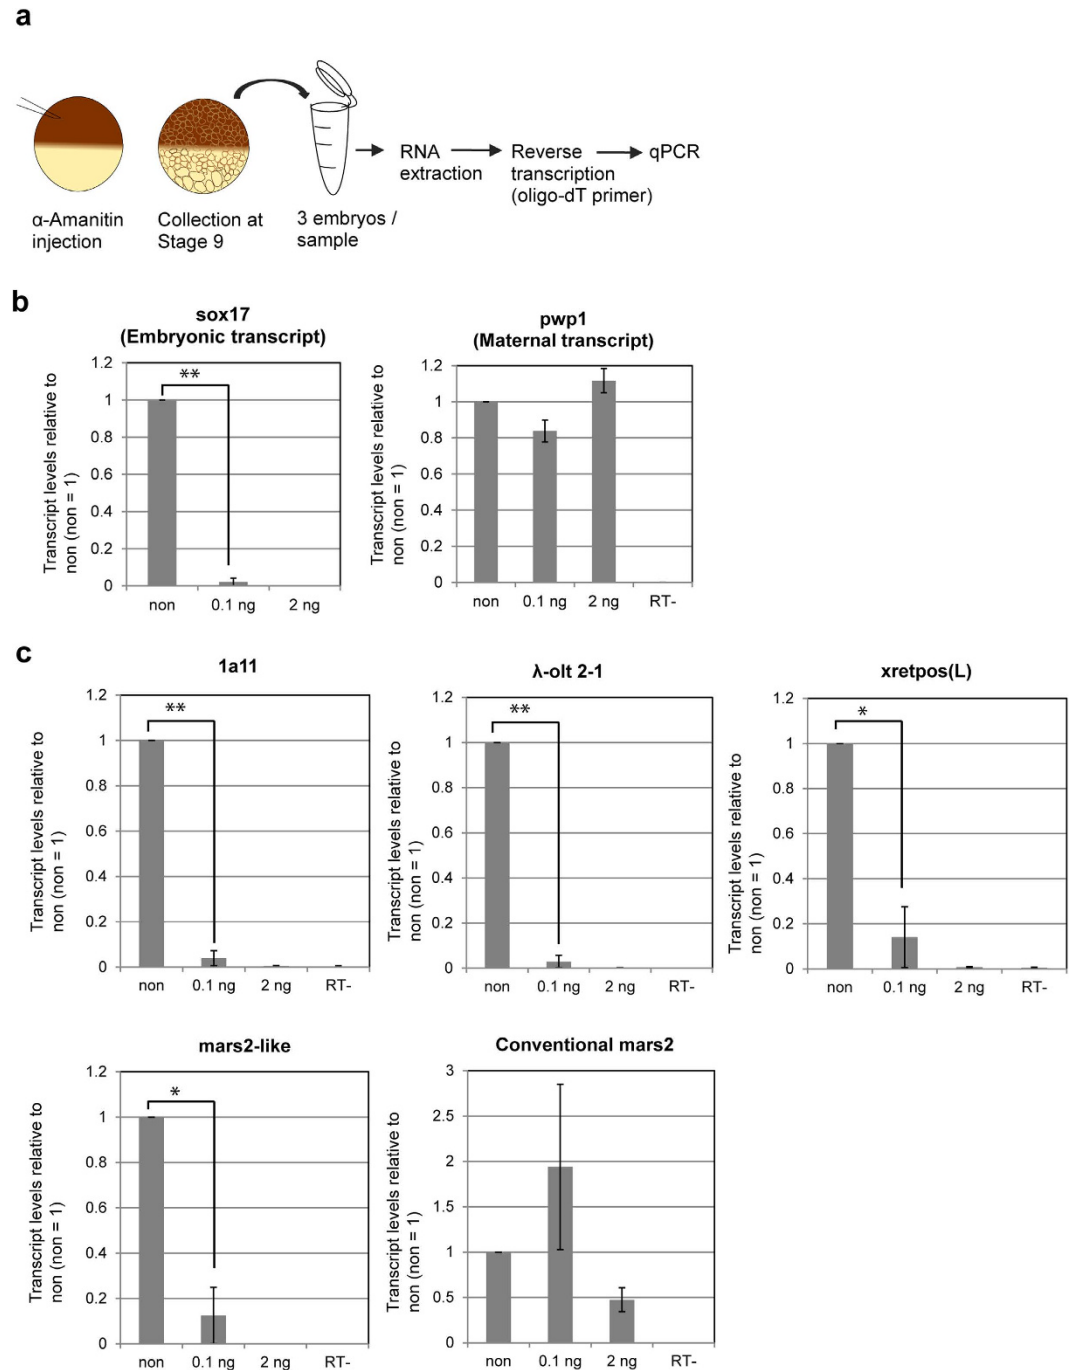 a
α-Amanitin
injection
Collection at
Stage 9
3 embryos /
sample
RNA
extraction
Reverse
transcription
(oligo-dT primer)
qPCR
b
sox17
(Embryonic transcript)
Transcript levels relative to
non (non = 1)
1.2
1
0.8
0.6
0.4
0.2
0
**
non
0.1 ng
2 ng
pwp1
(Maternal transcript)
Transcript levels relative to
non (non = 1)
1.2
1
0.8
0.6
0.4
0.2
0
non
0.1 ng
2 ng
RT-
c
1a11
Transcript levels relative to
non (non = 1)
1.2
1
0.8
0.6
0.4
0.2
0
**
non
0.1 ng
2 ng
RT-
λ-olt 2-1
Transcript levels relative to
non (non = 1)
1.2
1
0.8
0.6
0.4
0.2
0
**
non
0.1 ng
2 ng
RT-
xretpos(L)
Transcript levels relative to
non (non = 1)
1.2
1
0.8
0.6
0.4
0.2
0
*
non
0.1 ng
2 ng
RT-
mars2-like
Transcript levels relative to
non (non = 1)
1.2
1
0.8
0.6
0.4
0.2
0
*
non
0.1 ng
2 ng
RT-
Conventional mars2
Transcript levels relative to
non (non = 1)
3
2.5
2
1.5
1
0.5
0
non
0.1 ng
2 ng
RT-